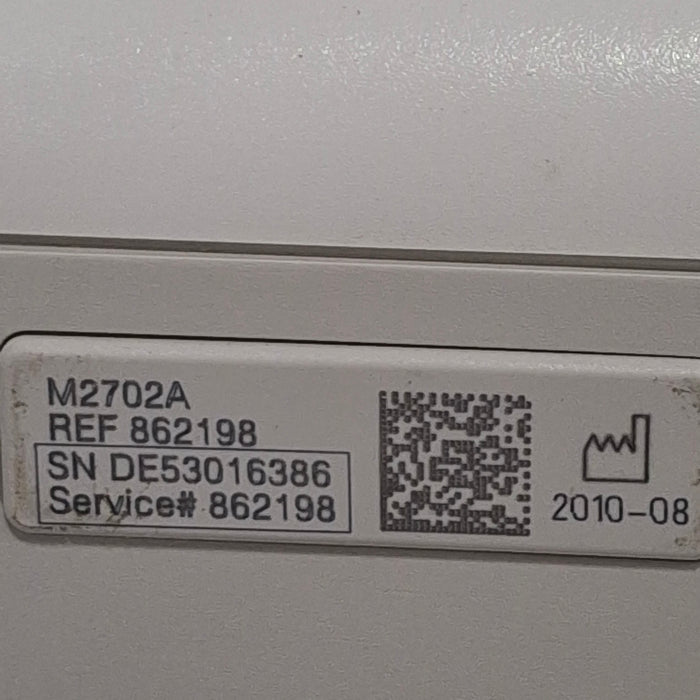 M2702A
REF 862198
SN DE53016386
Service# 862198
2010-08